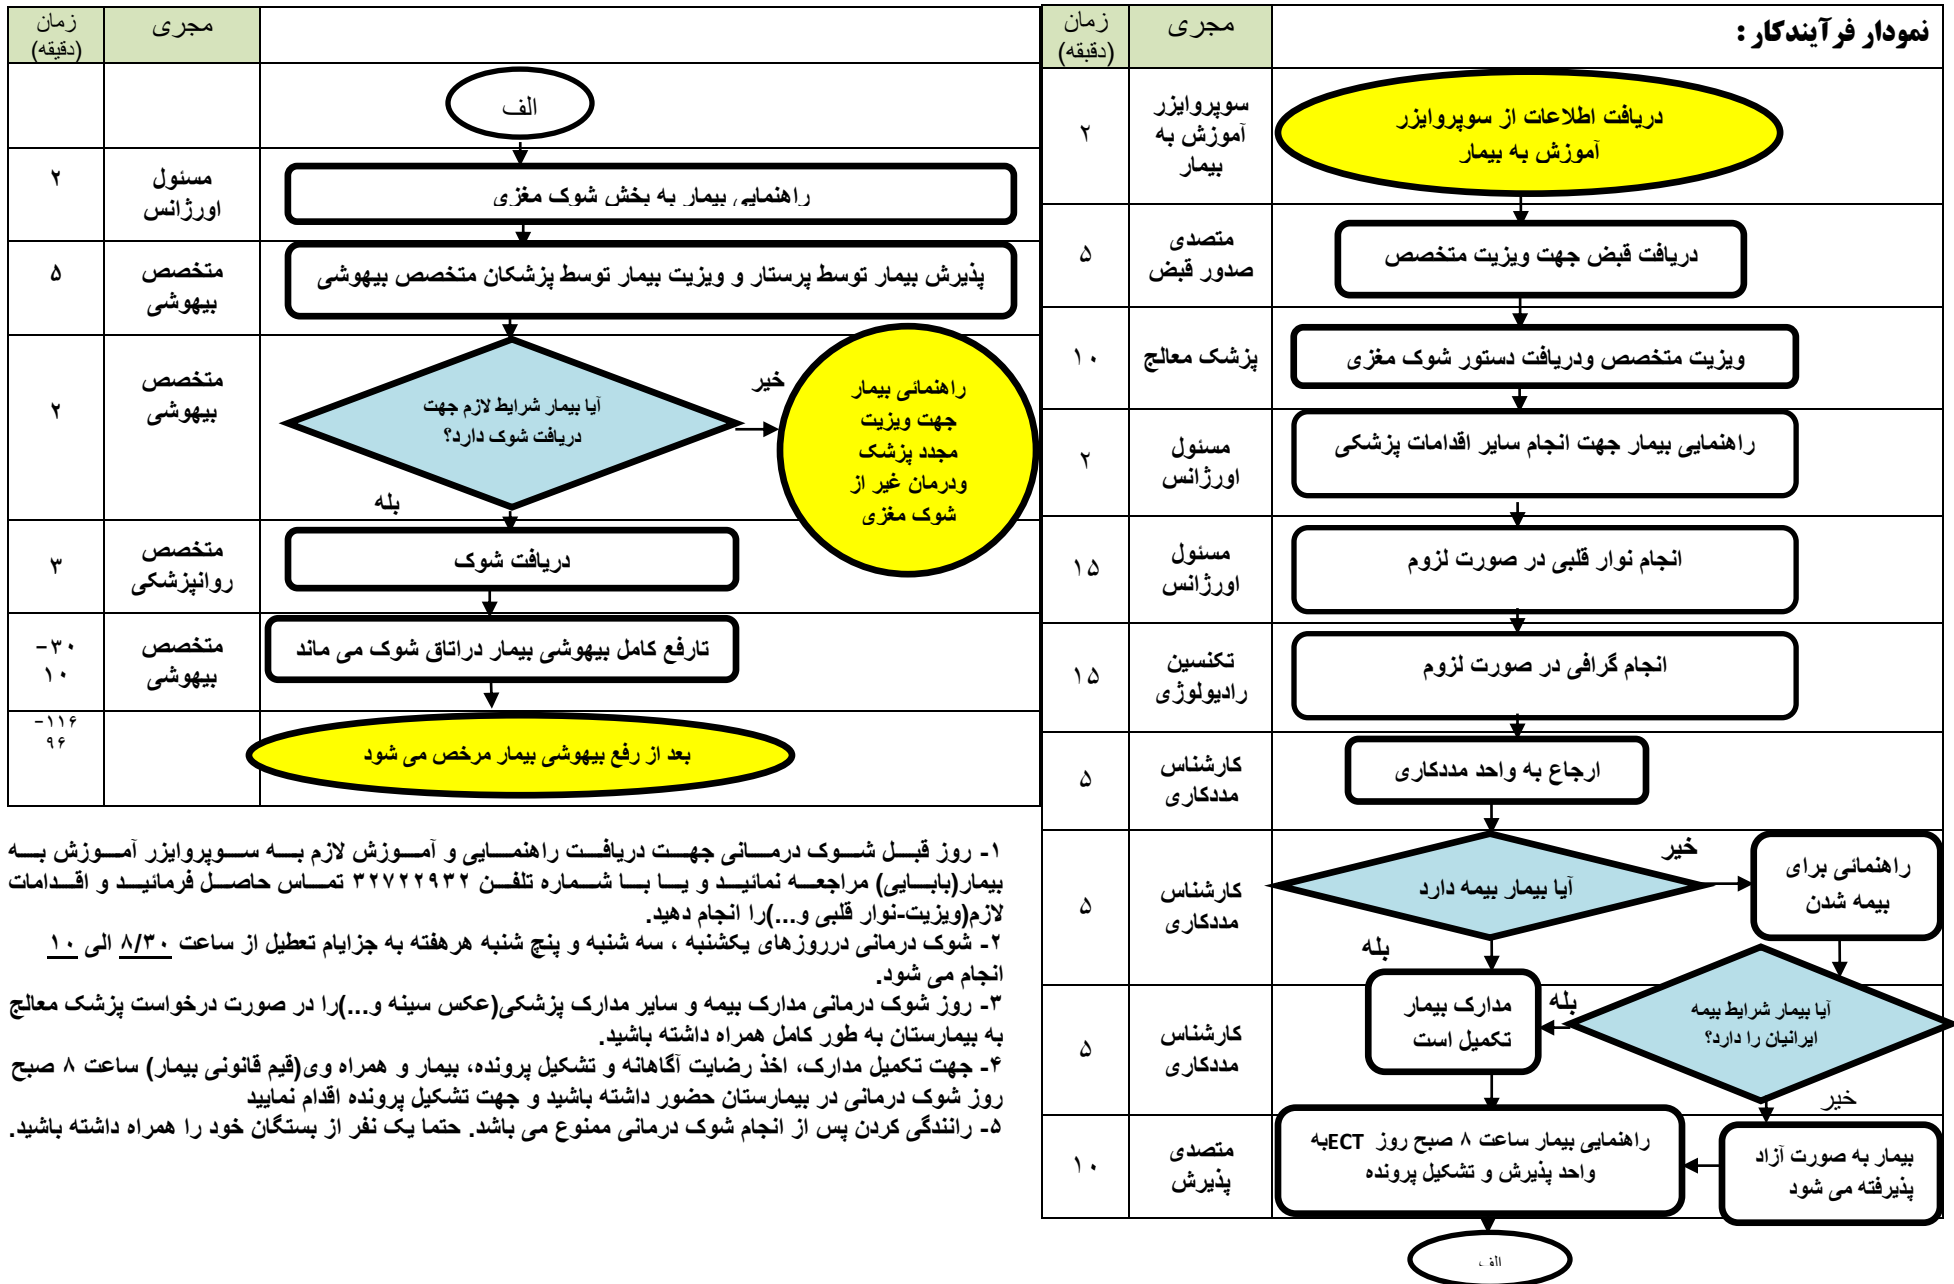 نمودار فرآیندکار :
مجری
زمان
(دقیقه)
دریافت اطلاعات از سوپروایزر
آموزش به بیمار
سوپروایزر
آموزش به
بیمار
۲
دریافت قبض جهت ویزیت متخصص
متصدی
صدور قبض
۵
ویزیت متخصص ودریافت دستور شوک مغزی
پزشک معالج
۱۰
راهنمایی بیمار جهت انجام سایر اقدامات پزشکی
مسئول
اورژانس
۲
انجام نوار قلبی در صورت لزوم
مسئول
اورژانس
۱۵
انجام گرافی در صورت لزوم
تکنسین
رادیولوژی
۱۵
ارجاع به واحد مددکاری
کارشناس
مددکاری
۵
آیا بیمار بیمه دارد
خیر
بله
راهنمائی برای
بیمه شدن
کارشناس
مددکاری
۵
آیا بیمار شرایط بیمه
ایرانیان را دارد؟
بله
خیر
مدارک بیمار
تکمیل است
کارشناس
مددکاری
۵
بیمار به صورت آزاد
پذیرفته می شود
راهنمایی بیمار ساعت ۸ صبح روز ECTبه
واحد پذیرش و تشکیل پرونده
متصدی
پذیرش
۱۰
الف
مجری
زمان
(دقیقه)
الف
راهنمایی بیمار به بخش شوک مغزی
مسئول
اورژانس
۲
پذیرش بیمار توسط پرستار و ویزیت بیمار توسط پزشکان متخصص بیهوشی
متخصص
بیهوشی
۵
آیا بیمار شرایط لازم جهت
دریافت شوک دارد؟
خیر
بله
راهنمائی بیمار
جهت ویزیت
مجدد پزشک
ودرمان غیر از
شوک مغزی
متخصص
بیهوشی
۲
دریافت شوک
متخصص
روانپزشکی
۳
تارفع کامل بیهوشی بیمار دراتاق شوک می ماند
متخصص
بیهوشی
۳۰-
۱۰
بعد از رفع بیهوشی بیمار مرخص می شود
۱۱۶-
۹۶
۱- روز قبل شوک درمانی جهت دریافت راهنمایی و آموزش لازم به سوپروایزر آموزش به
بیمار(بابایی) مراجعه نمائید و یا با شماره تلفن ۳۲۷۲۲۹۳۲ تماس حاصل فرمائید و اقدامات
لازم(ویزیت-نوار قلبی و...)را انجام دهید.
۲- شوک درمانی درروزهای یکشنبه ، سه شنبه و پنج شنبه هرهفته به جزایام تعطیل از ساعت ۸/۳۰ الی ۱۰
انجام می شود.
۳- روز شوک درمانی مدارک بیمه و سایر مدارک پزشکی(عکس سینه و...)را در صورت درخواست پزشک معالج
به بیمارستان به طور کامل همراه داشته باشید.
۴- جهت تکمیل مدارک، اخذ رضایت آگاهانه و تشکیل پرونده، بیمار و همراه وی(قیم قانونی بیمار) ساعت ۸ صبح
روز شوک درمانی در بیمارستان حضور داشته باشید و جهت تشکیل پرونده اقدام نمایید
۵- رانندگی کردن پس از انجام شوک درمانی ممنوع می باشد. حتما یک نفر از بستگان خود را همراه داشته باشید.